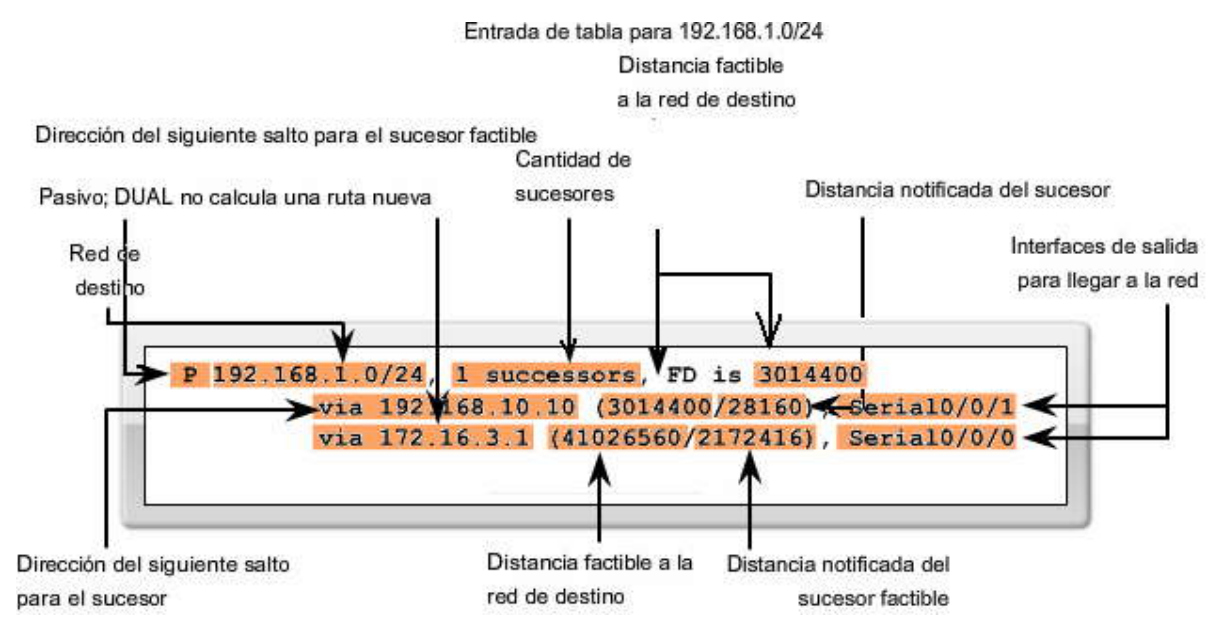 Entrada de tabla para 192.168.1.0/24
Distancia factible
a la red de destino
Dirección del siguiente salto para el sucesor factible
Cantidad de
sucesores
Pasivo; DUAL no calcula una ruta nueva
Distancia notificada del sucesor
Red de
destino
Interfaces de salida
para llegar a la red
P 192.168.1.0/24, 1 successors, FD is 3014400
via 192.168.10.10 (3014400/28160), Serial0/0/1
via 172.16.3.1 (41026560/2172416), Serial0/0/0
Dirección del siguiente salto
para el sucesor
Distancia factible a la
red de destino
Distancia notificada del
sucesor factible